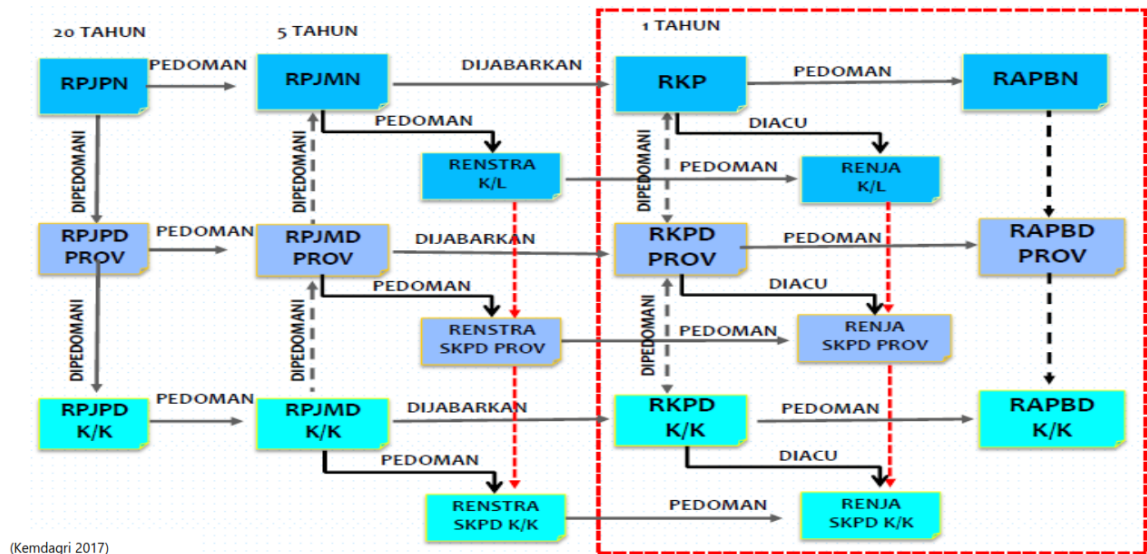 20 TAHUN
5 TAHUN
1 TAHUN
RPJPN
PEDOMAN
RPJMN
DIJABARKAN
RKP
PEDOMAN
RAPBN
DIPEDOMANI
DIPEDOMANI
PEDOMAN
RENSTRA
K/L
PEDOMAN
DIPEDOMANI
DIACU
RENJA
K/L
RPJPD
PROV
PEDOMAN
RPJMD
PROV
DIJABARKAN
RKPD
PROV
PEDOMAN
RAPBD
PROV
DIPEDOMANI
DIPEDOMANI
PEDOMAN
RENSTRA
SKPD PROV
PEDOMAN
DIPEDOMANI
DIACU
RENJA
SKPD PROV
RPJPD
K/K
PEDOMAN
RPJMD
K/K
DIJABARKAN
RKPD
K/K
PEDOMAN
RAPBD
K/K
PEDOMAN
RENSTRA
SKPD K/K
PEDOMAN
DIACU
RENJA
SKPD K/K
(Kemdagri 2017)